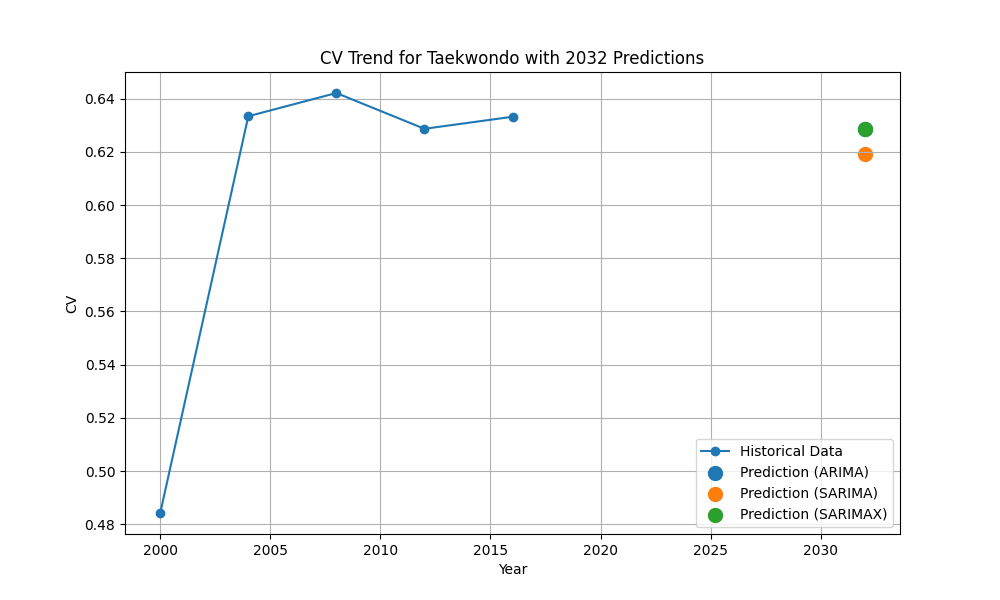 CV Trend for Taekwondo with 2032 Predictions
0.64
0.62
0.60
0.58
0.56
0.54
0.52
0.50
0.48
CV
2000 2005 2010 2015 2020 2025 2030
Year
Historical Data
Prediction (ARIMA)
Prediction (SARIMA)
Prediction (SARIMAX)